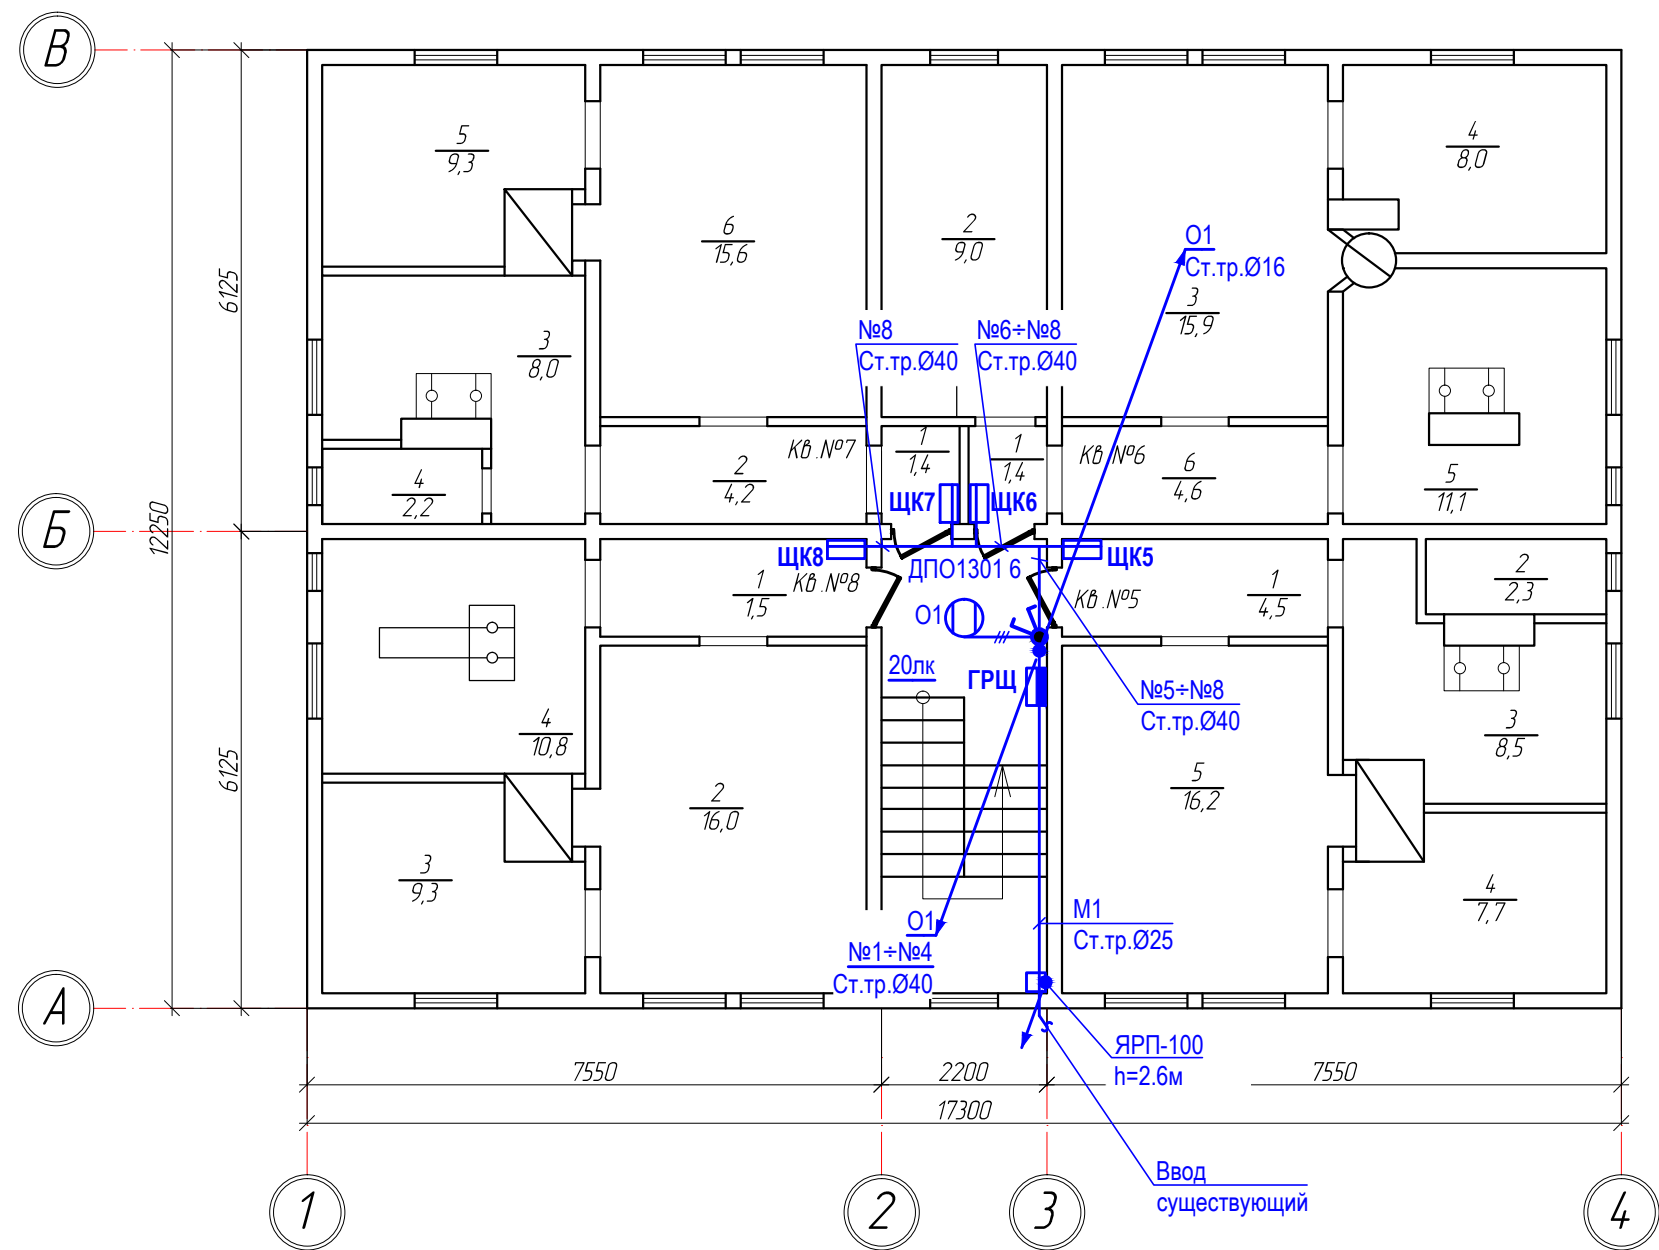 В
5
9,3
6
15,6
2
9,0
4
8,0
О1
Ст.тр.Ø16
3
15,9
6125
№8
Ст.тр.Ø40
№6÷№8
Ст.тр.Ø40
3
8,0
Кв.№7
1
1,4
1
1,4
Кв.№6
2
4,2
6
4,6
5
11,1
4
2,2
ЩК7
ЩК6
12250
Б
ЩК8
ЩК5
ДПО1301 6
Кв.№8
1
1,5
Кв.№5
1
4,5
2
2,3
О1
20лк
ГРЩ
№5÷№8
Ст.тр.Ø40
4
10,8
3
8,5
6125
2
16,0
5
16,2
3
9,3
4
7,7
О1
№1÷№4
Ст.тр.Ø40
М1
Ст.тр.Ø25
А
ЯРП-100
h=2.6м
7550
2200
7550
17300
Ввод
существующий
1
2
3
4